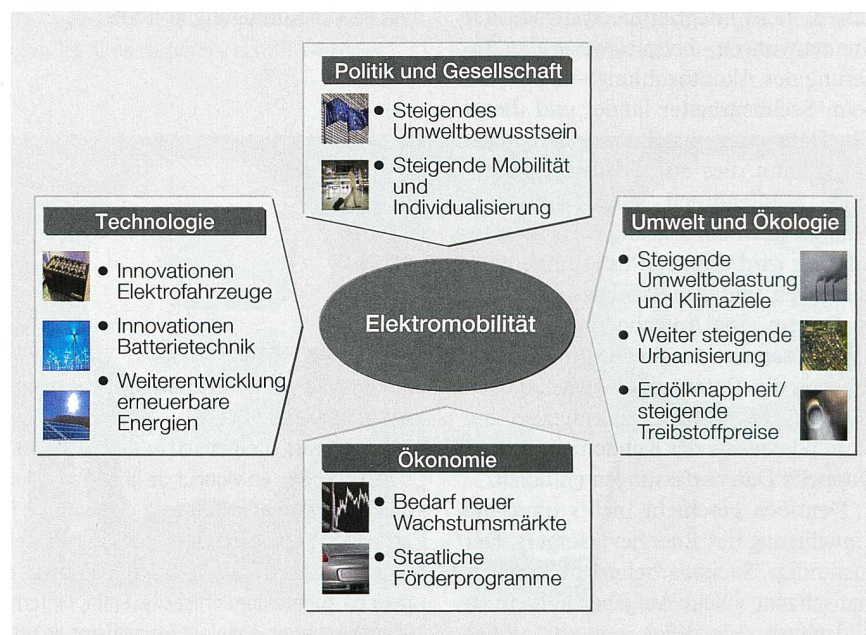 Politik und Gesellschaft
• Steigendes
Umweltbewusstsein
• Steigende Mobilität
und
Individualisierung
Technologie
• Innovationen
Elektrofahrzeuge
• Innovationen
Batterietechnik
• Weiterentwicklung
erneuerbare
Energien
Elektromobilität
Umwelt und Ökologie
• Steigende
Umweltbelastung
und Klimaziele
• Weiter steigende
Urbanisierung
• Erdölknappheit/
steigende
Treibstoffpreise
Ökonomie
• Bedarf neuer
Wachstumsmärkte
• Staatliche
Förderprogramme